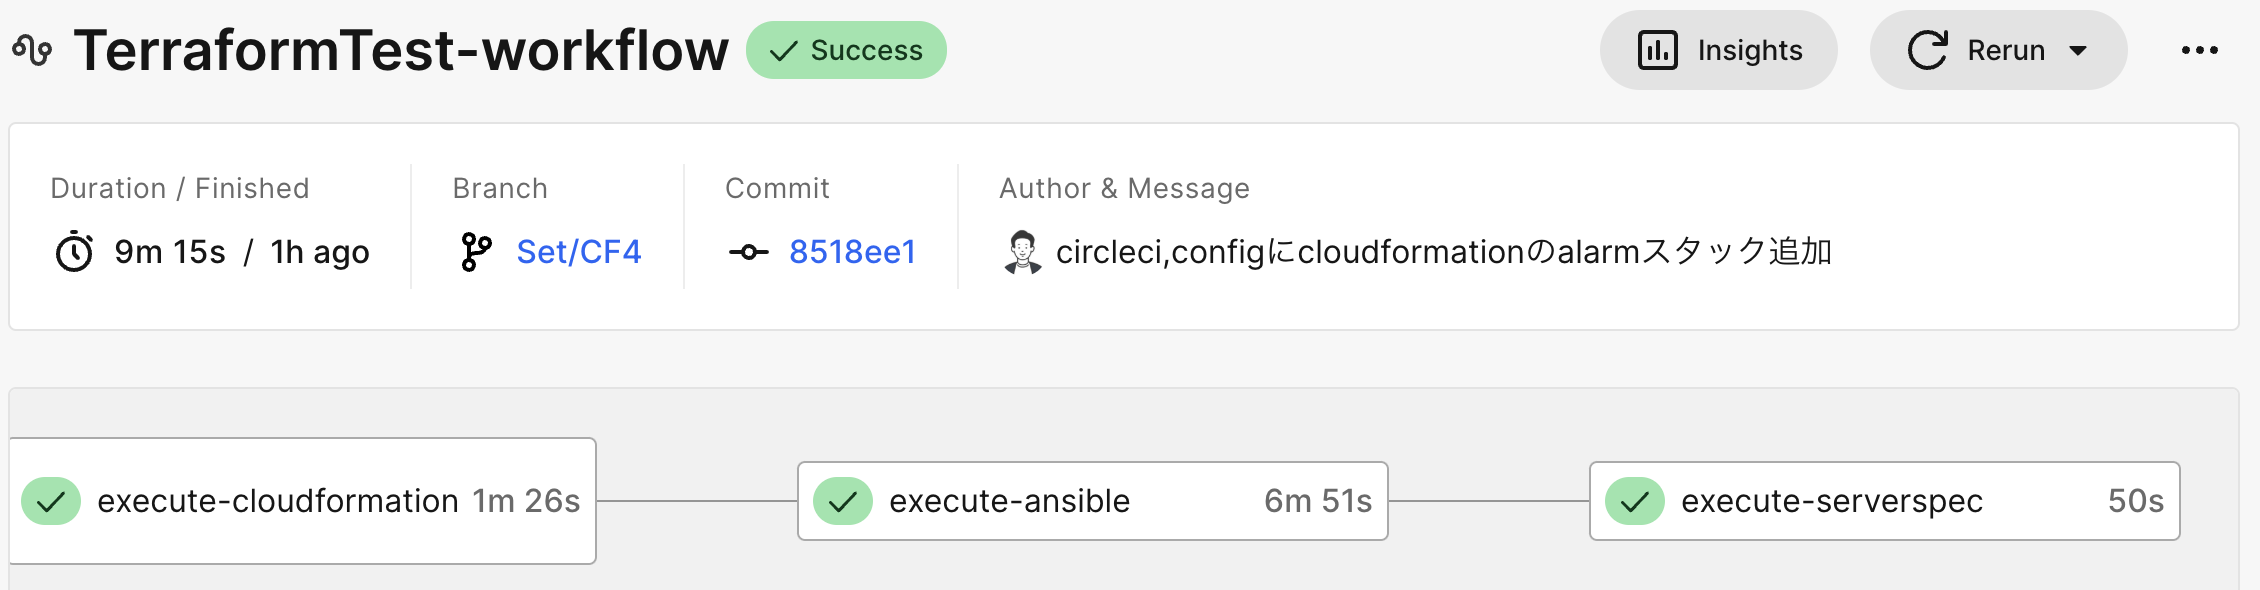 TerraformTest-workflow Success Insights Rerun
Duration / Finished Branch Commit Author & Message
9m 15s / 1h ago Set/CF4 8518ee1 circleci,configにcloudformationのalarmスタック追加
execute-cloudformation 1m 26s execute-ansible 6m 51s execute-serverspec 50s